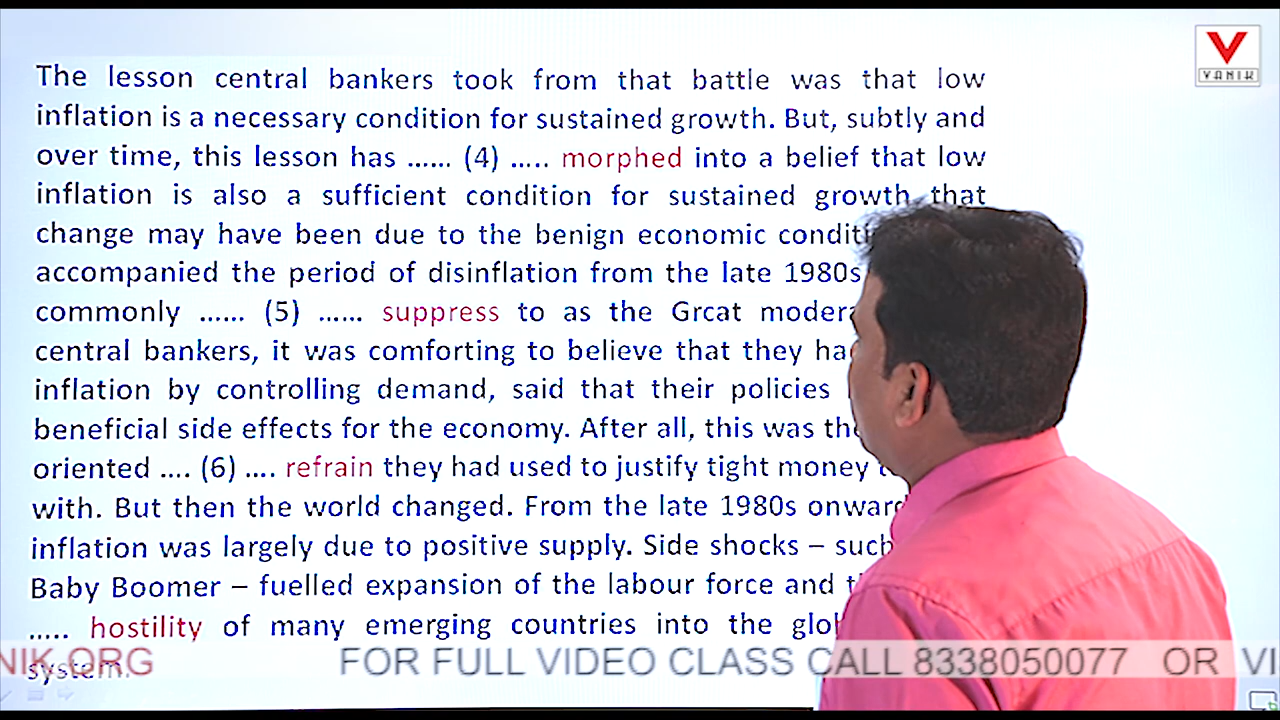 VANIK
The lesson central bankers took from that battle was that low
inflation is a necessary condition for sustained growth. But, subtly and
over time, this lesson has ...... (4) ..... morphed into a belief that low
inflation is also a sufficient condition for sustained growth that
change may have been due to the benign economic
accompanied the period of disinflation from the late 1980s
commonly ...... (5) ...... suppress to as the Grcat
central bankers, it was comforting to believe that they
inflation by controlling demand, said that their policies
beneficial side effects for the economy. After all, this was
oriented .... (6) .... refrain they had used to justify tight money
with. But then the world changed. From the late 1980s
inflation was largely due to positive supply. Side shocks –
Baby Boomer – fuelled expansion of the labour force and
..... hostility of many emerging countries into the
system.
NIK.ORG FOR FULL VIDEO CLASS CALL 8338050077 OR VI